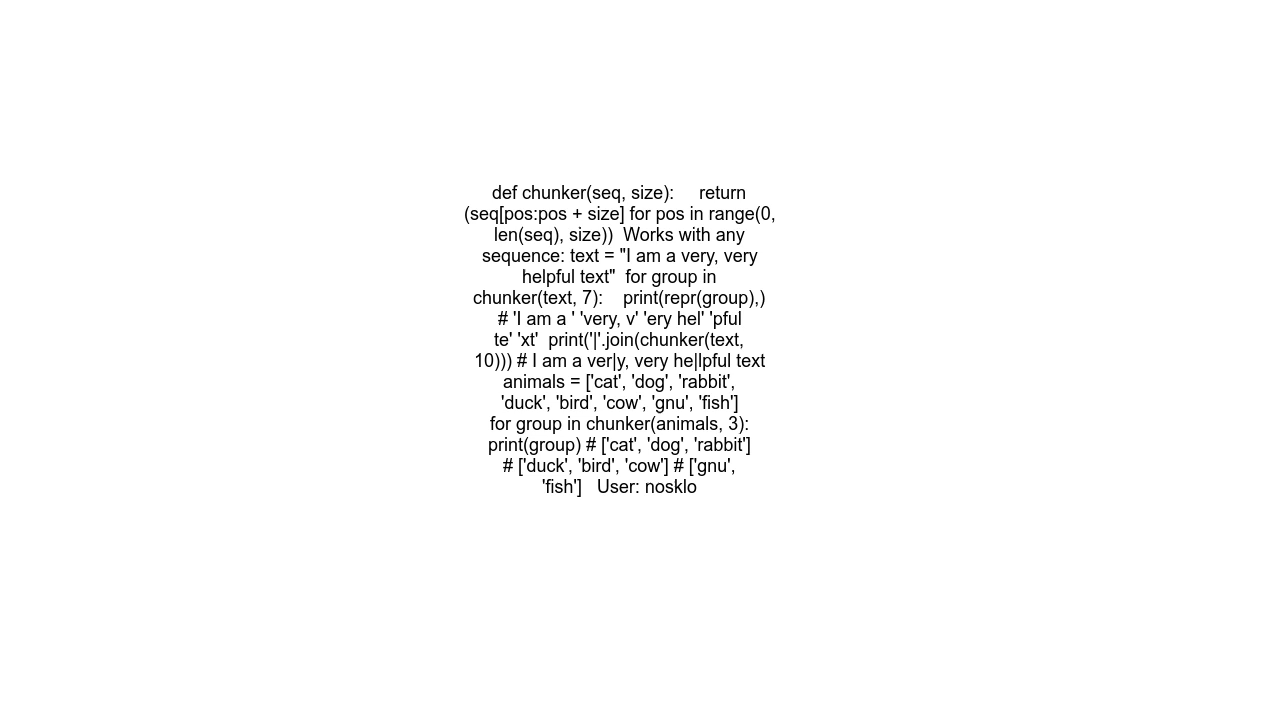 def chunker(seq, size):     return
(seq[pos:pos + size] for pos in range(0,
len(seq), size))  Works with any
sequence: text = "I am a very, very
helpful text"  for group in
chunker(text, 7):    print(repr(group),)
# 'I am a ' 'very, v' 'ery hel' 'pful
te' 'xt'  print('|'.join(chunker(text,
10))) # I am a ver|y, very he|lpful text
animals = ['cat', 'dog', 'rabbit',
'duck', 'bird', 'cow', 'gnu', 'fish']
for group in chunker(animals, 3):
print(group) # ['cat', 'dog', 'rabbit']
# ['duck', 'bird', 'cow'] # ['gnu',
'fish']   User: nosklo